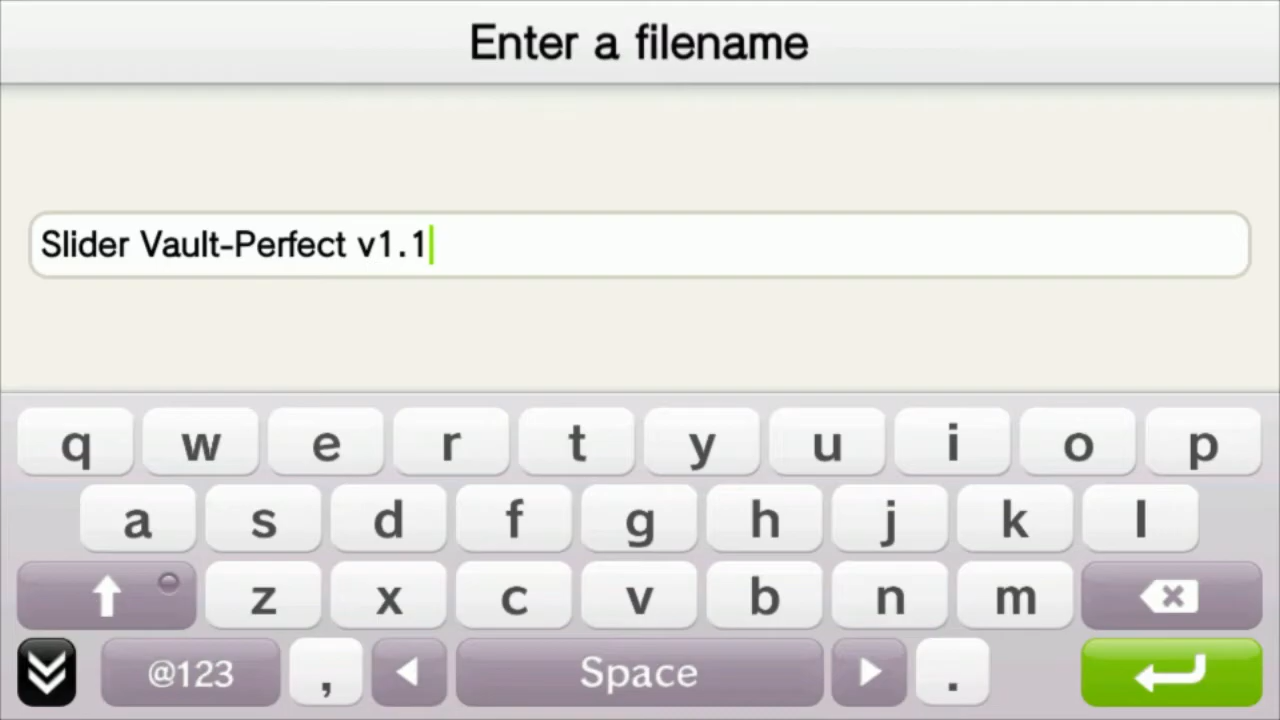 Enter a filename
Slider Vault-Perfect v1.1
q w e r t y u i o p
a s d f g h j k l
z x c v b n m
@123 , Space .